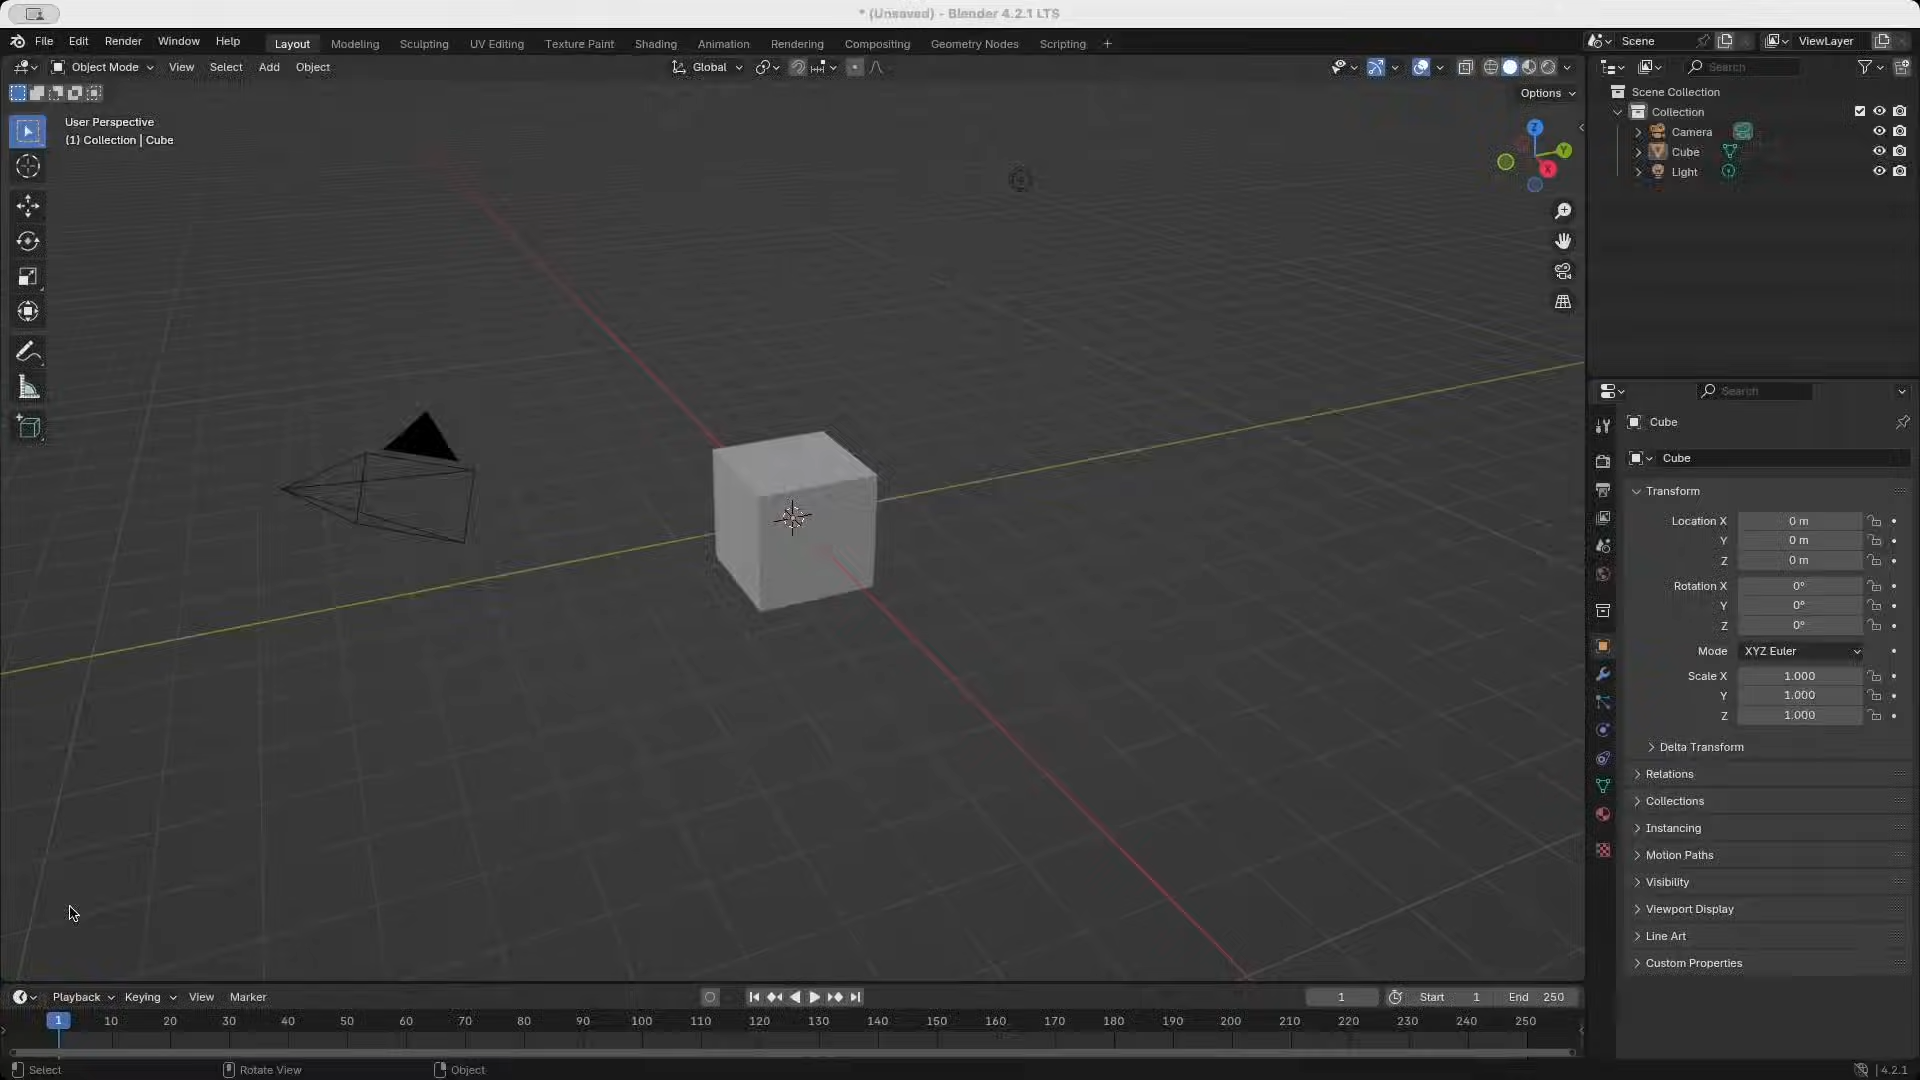 * (Unsaved) - Blender 4.2.1 LTS
File Edit Render Window Help Layout Modeling Sculpting UV Editing Texture Paint Shading Animation Rendering Compositing Geometry Nodes Scripting + Scene ViewLayer
Object Mode View Select Add Object Global Search
Options
User Perspective
(1) Collection | Cube
Z
Y
X
Scene Collection
Collection
Camera
Cube
Light
Search
Cube
Cube
Transform
Location X 0 m
Y 0 m
Z 0 m
Rotation X 0°
Y 0°
Z 0°
Mode XYZ Euler
Scale X 1.000
Y 1.000
Z 1.000
Delta Transform
Relations
Collections
Instancing
Motion Paths
Visibility
Viewport Display
Line Art
Custom Properties
Playback Keying View Marker 1 Start 1 End 250
1 10 20 30 40 50 60 70 80 90 100 110 120 130 140 150 160 170 180 190 200 210 220 230 240 250
Select Rotate View Object 4.2.1